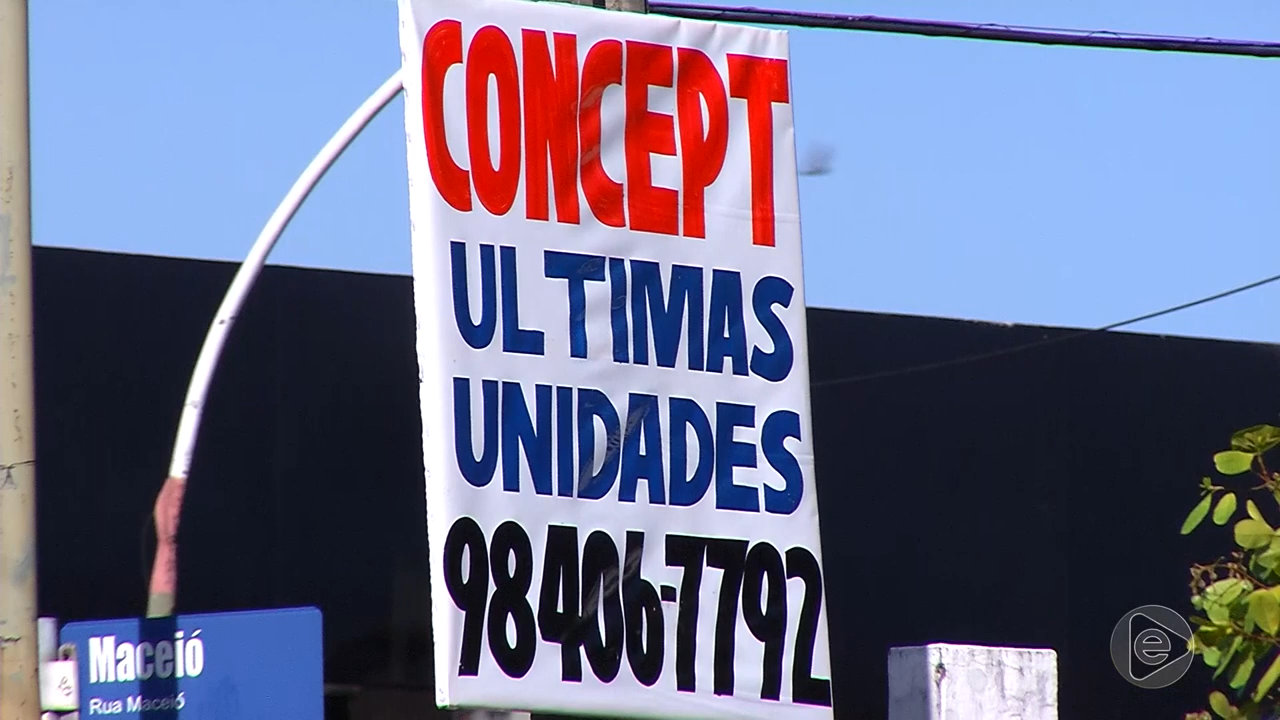 CONCEPT
ULTIMAS
UNIDADES
98406-7792
Maceió
Rua Maceió
e
e